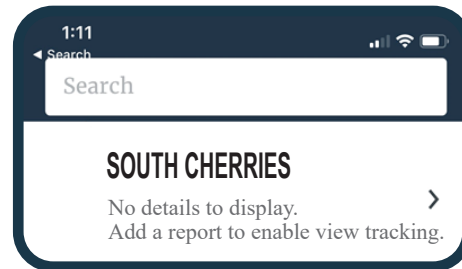 1:11
◄ Search
Search
SOUTH CHERRIES
No details to display.
Add a report to enable view tracking.